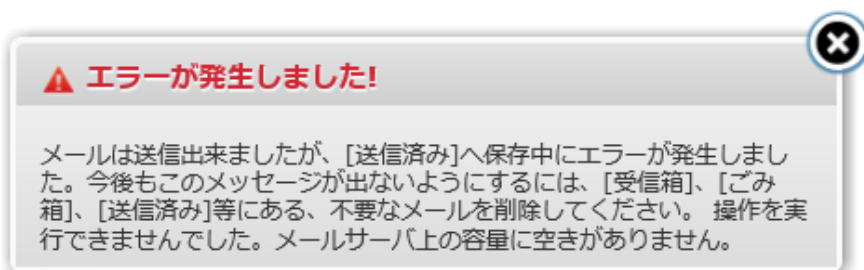 エラーが発生しました!
メールは送信出来ましたが、[送信済み]へ保存中にエラーが発生しまし
た。今後もこのメッセージが出ないようにするには、[受信箱]、[ごみ
箱]、[送信済み]等にある、不要なメールを削除してください。 操作を実
行できませんでした。メールサーバ上の容量に空きがありません。